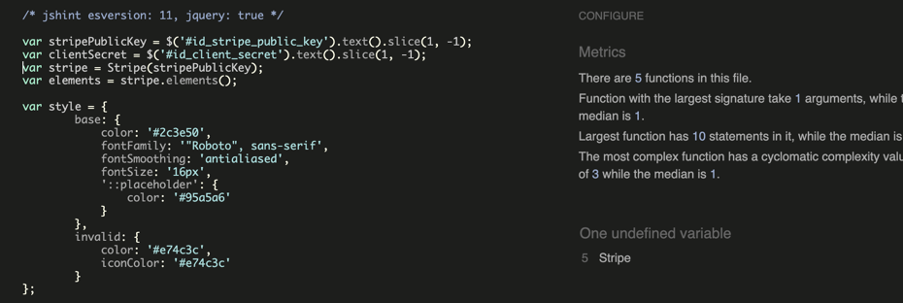 /* jshint esversion: 11, jquery: true */
var stripePublicKey = $('#id_stripe_public_key').text().slice(1, -1);
var clientSecret = $('#id_client_secret').text().slice(1, -1);
var stripe = Stripe(stripePublicKey);
var elements = stripe.elements();
var style = {
base: {
color: '#2c3e50',
fontFamily: '"Roboto", sans-serif',
fontSmoothing: 'antialiased',
fontSize: '16px',
'::placeholder': {
color: '#95a5a6'
}
},
invalid: {
color: '#e74c3c',
iconColor: '#e74c3c'
}
};
CONFIGURE
Metrics
There are 5 functions in this file.
Function with the largest signature take 1 arguments, while
median is 1.
Largest function has 10 statements in it, while the median is
The most complex function has a cyclomatic complexity
of 3 while the median is 1.
One undefined variable
5 Stripe